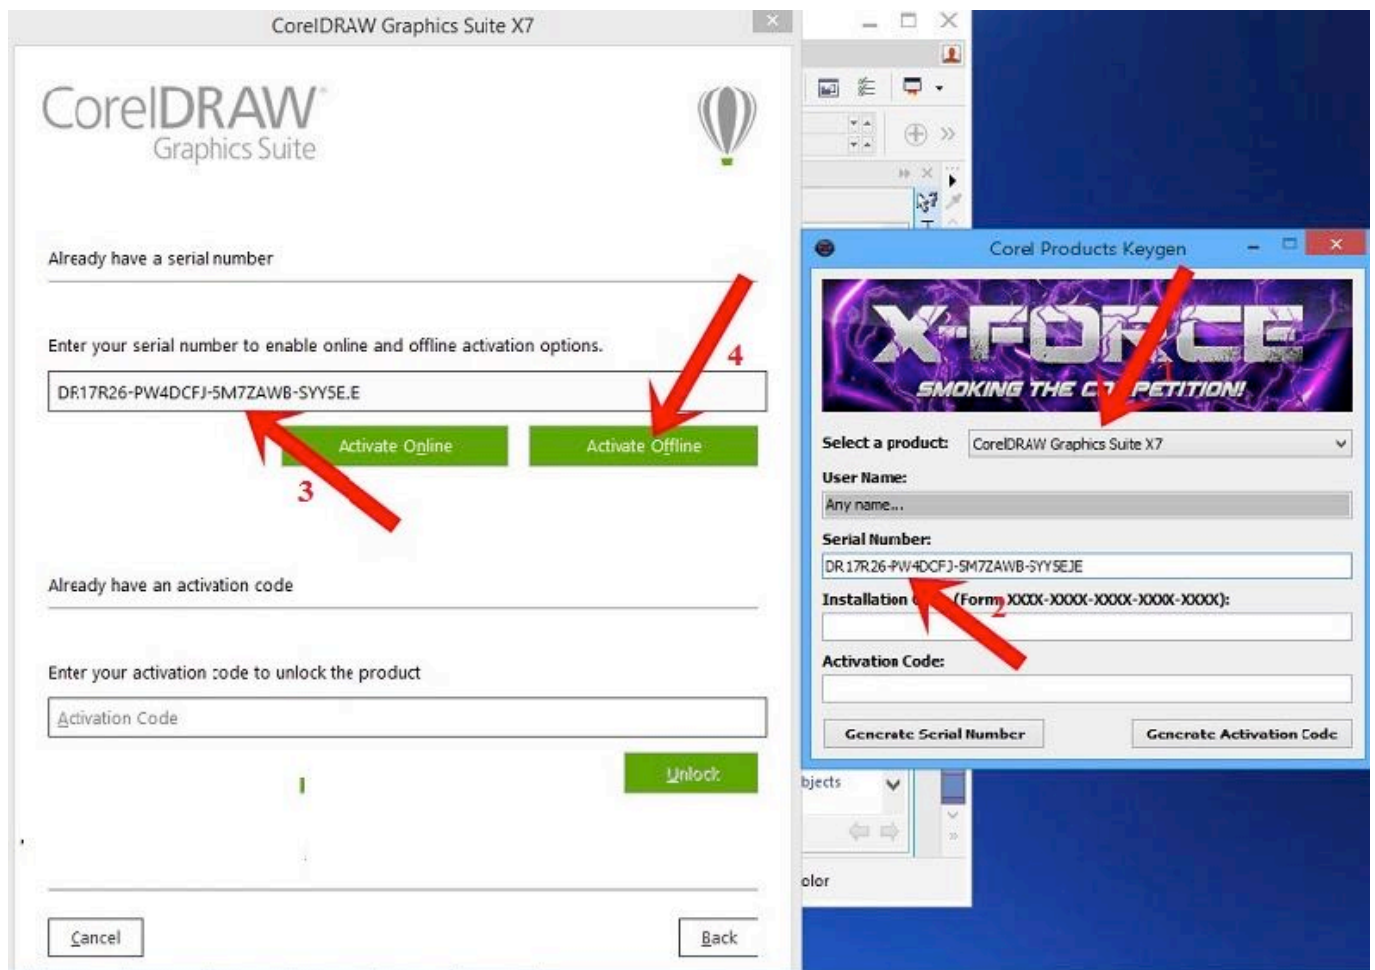 CorelDRAW Graphics Suite X7
CorelDRAW
Graphics Suite
Already have a serial number
Enter your serial number to enable online and offline activation options.
DR17R26-PW4DCFJ-5M7ZAWB-SYY5EJE
Activate Online
Activate Offline
3
4
Already have an activation code
Enter your activation code to unlock the product
Activation Code
Unlock
Cancel
Back
Corel Products Keygen
X-FORCE
SMOKING THE COMPETITION!
1
Select a product:
CorelDRAW Graphics Suite X7
User Name:
Any name...
Serial Number:
DR17R26-PW4DCFJ-5M7ZAWB-SYY5EJE
Installation (Form XXXX-XXXX-XXXX-XXXX-XXXX):
2
Activation Code:
Generate Serial Number
Generate Activation Code
bjects
olor